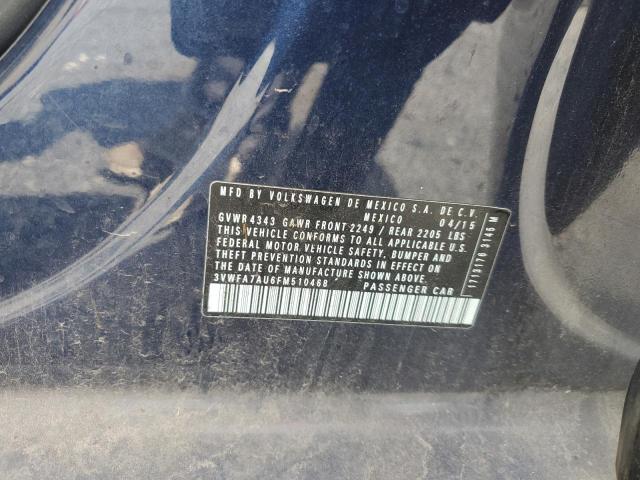 MFD BY VOLKSWAGEN DE MEXICO S.A. DE C.V.
MEXICO 04/15
GVWR 4343 GAWR FRONT 2249 / REAR 2205 LBS
THIS VEHICLE CONFORMS TO ALL APPLICABLE U.S.
FEDERAL MOTOR VEHICLE SAFETY, BUMPER AND
THEFT PREVENTION STANDARDS IN EFFECT ON
THE DATE OF MANUFACTURE SHOWN ABOVE.
3VWFA7AU6FM510468 PASSENGER CAR
1713170 3145 M